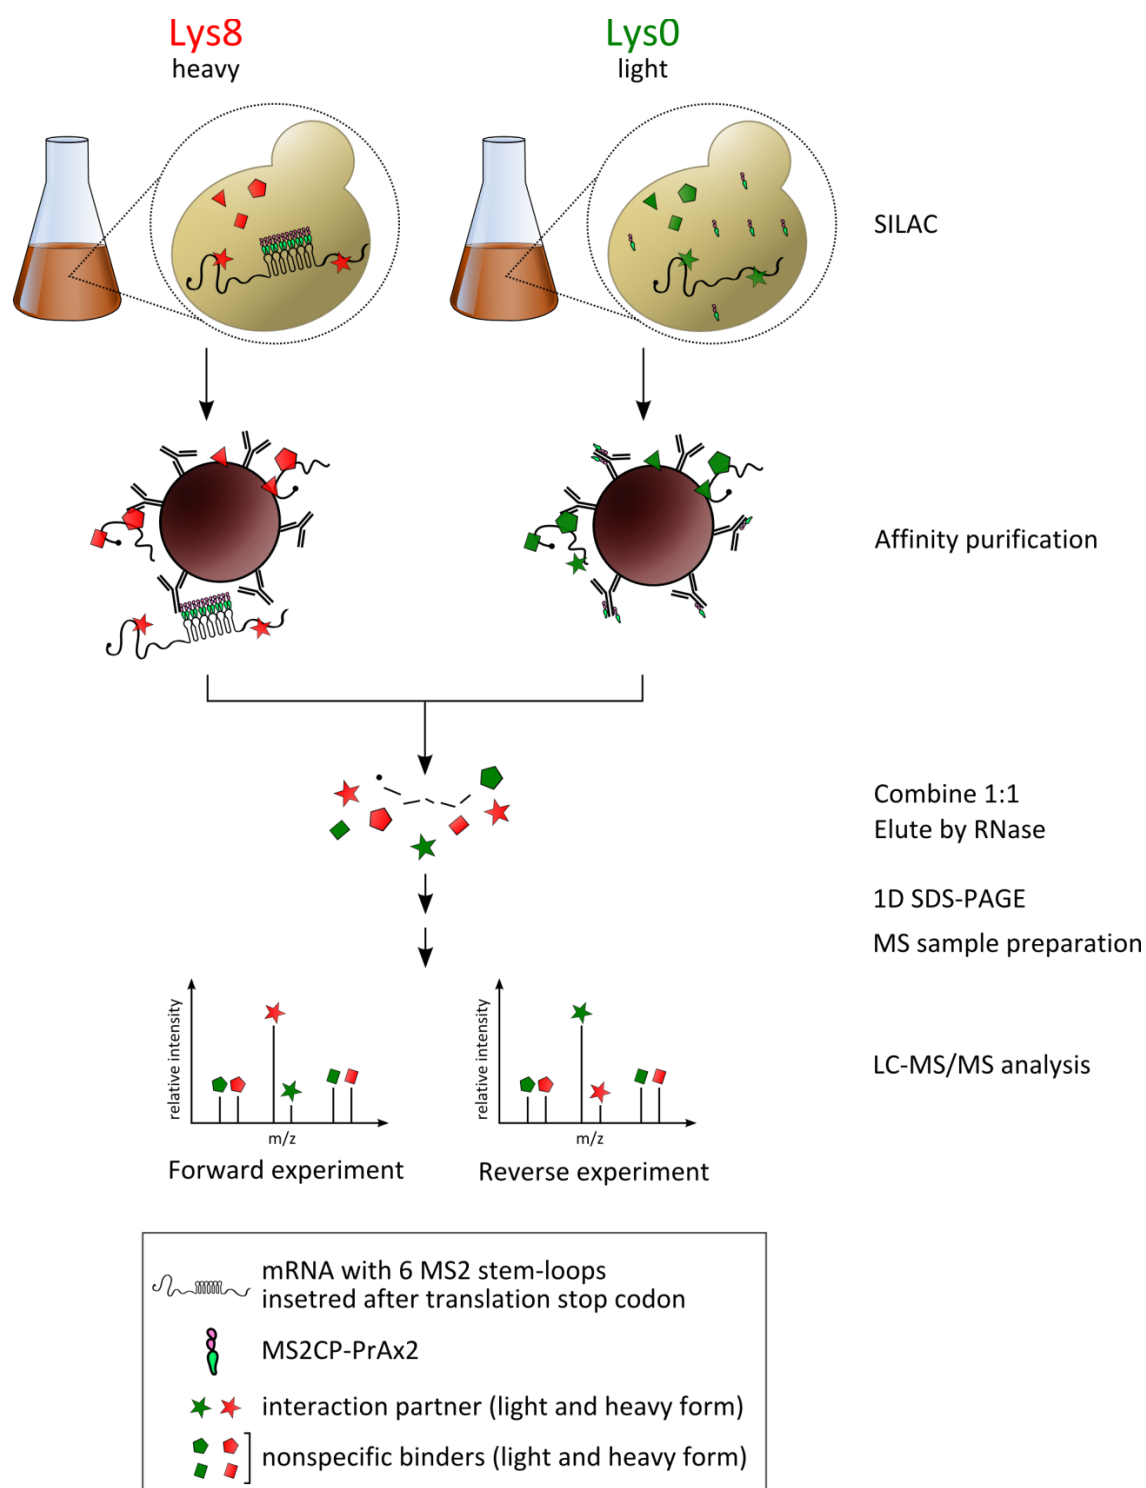 Lys8
heavy
Lys0
light
SILAC
Affinity purification
Combine 1:1
Elute by RNase
1D SDS-PAGE
MS sample preparation
relative intensity
m/z
Forward experiment
relative intensity
m/z
Reverse experiment
LC-MS/MS analysis
mRNA with 6 MS2 stem-loops
insetred after translation stop codon
MS2CP-PrAx2
interaction partner (light and heavy form)
nonspecific binders (light and heavy form)